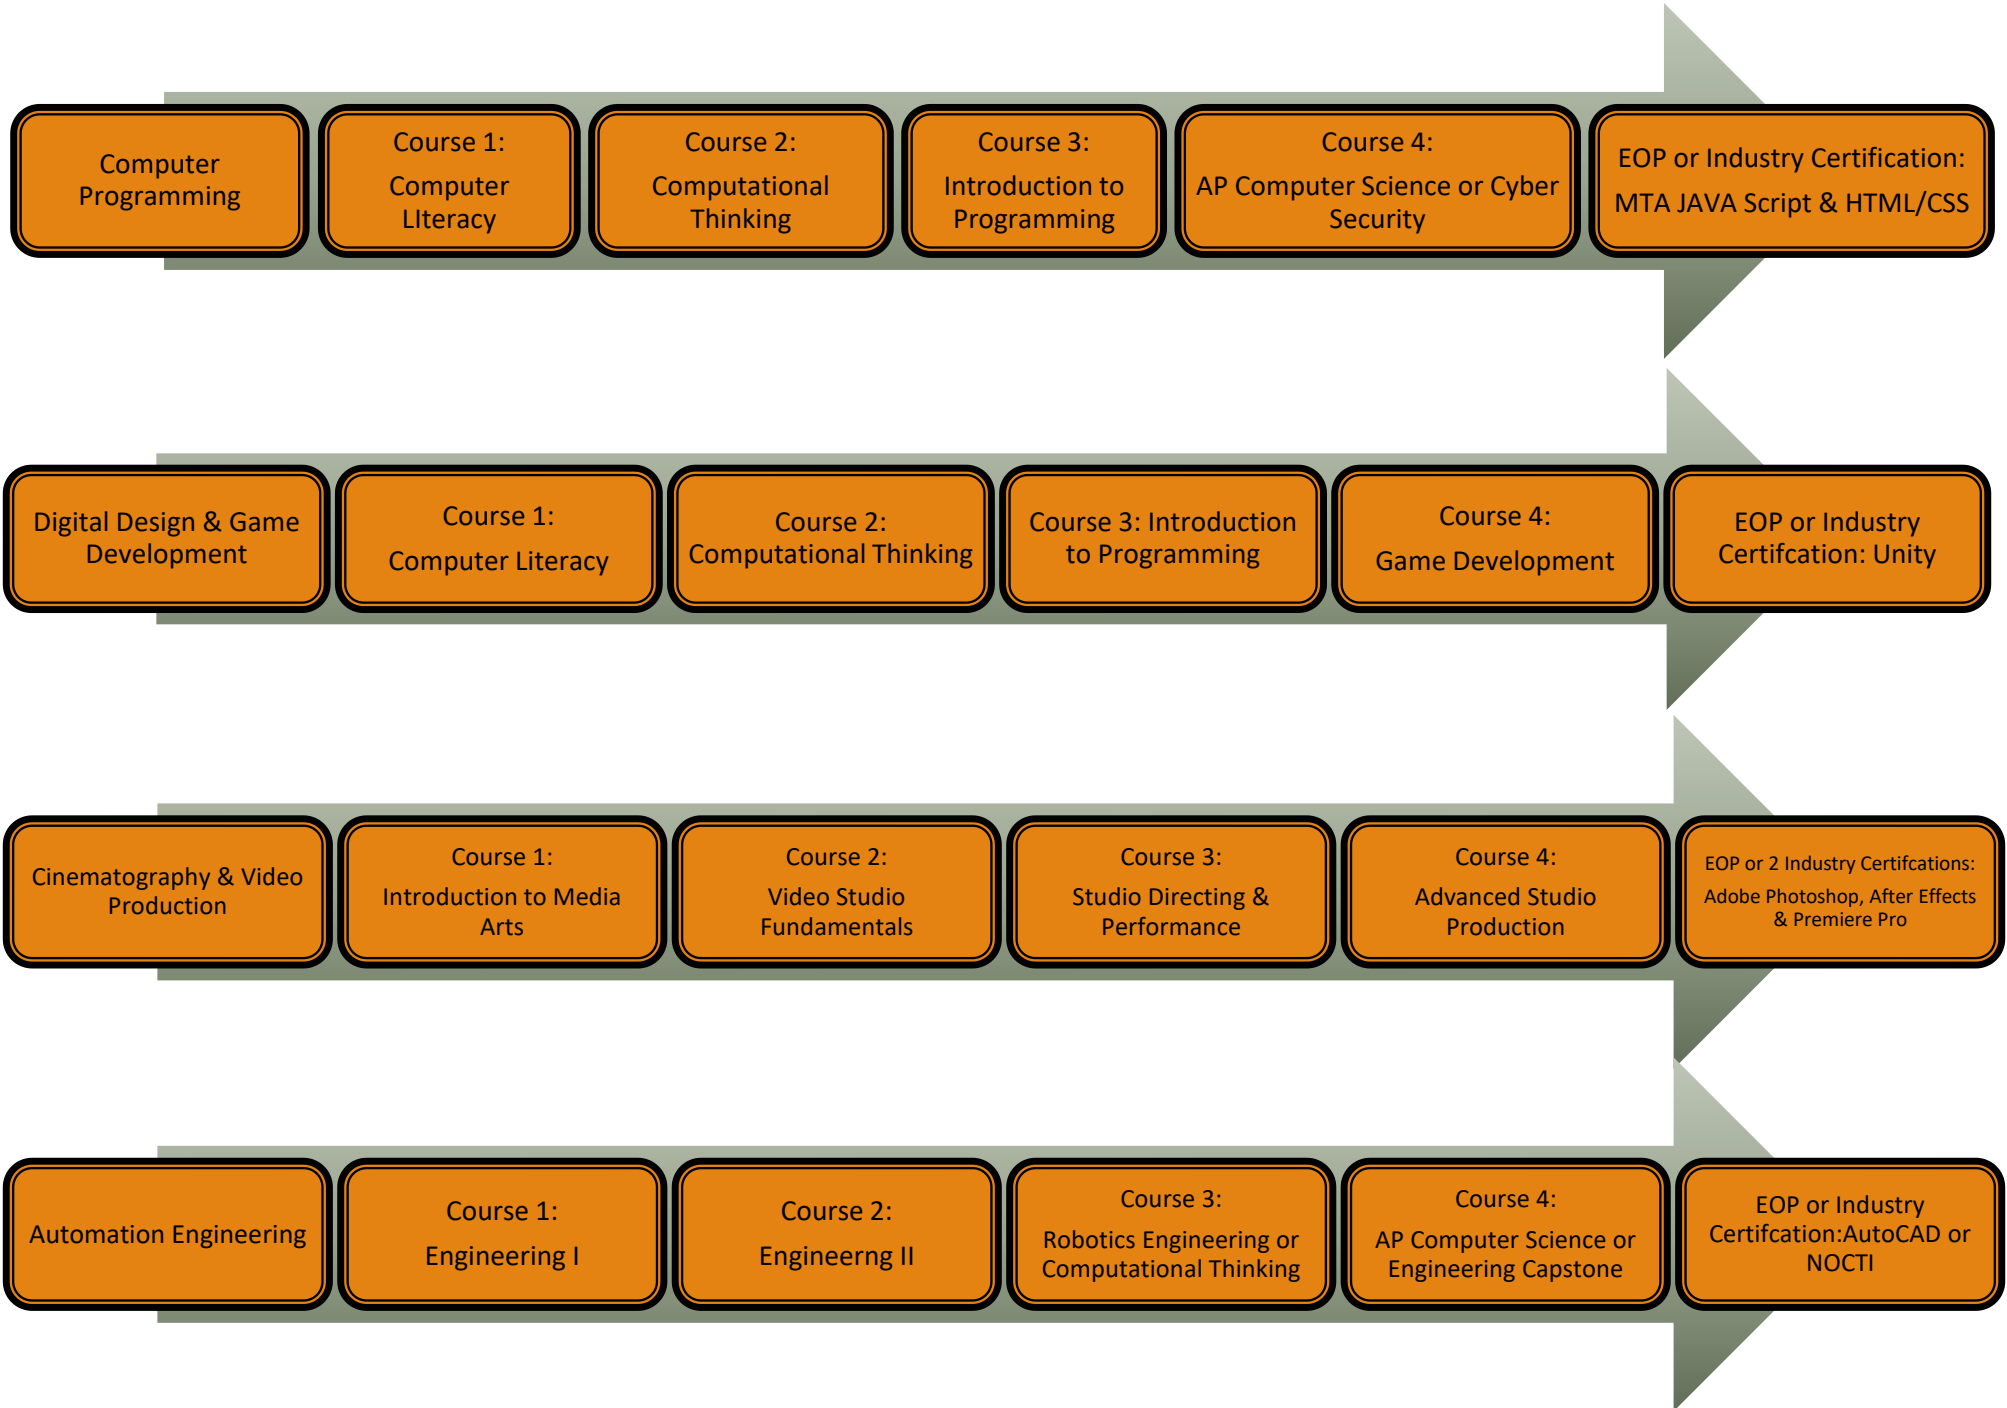 Computer
Programming
Course 1:
Computer
LIteracy
Course 2:
Computational
Thinking
Course 3:
Introduction to
Programming
Course 4:
AP Computer Science or Cyber
Security
EOP or Industry Certification:
MTA JAVA Script & HTML/CSS
Digital Design & Game
Development
Course 1:
Computer Literacy
Course 2:
Computational Thinking
Course 3: Introduction
to Programming
Course 4:
Game Development
EOP or Industry
Certifcation: Unity
Cinematography & Video
Production
Course 1:
Introduction to Media
Arts
Course 2:
Video Studio
Fundamentals
Course 3:
Studio Directing &
Performance
Course 4:
Advanced Studio
Production
EOP or 2 Industry Certifcations:
Adobe Photoshop, After Effects
& Premiere Pro
Automation Engineering
Course 1:
Engineering I
Course 2:
Engineerng II
Course 3:
Robotics Engineering or
Computational Thinking
Course 4:
AP Computer Science or
Engineering Capstone
EOP or Industry
Certifcation:AutoCAD or
NOCTI